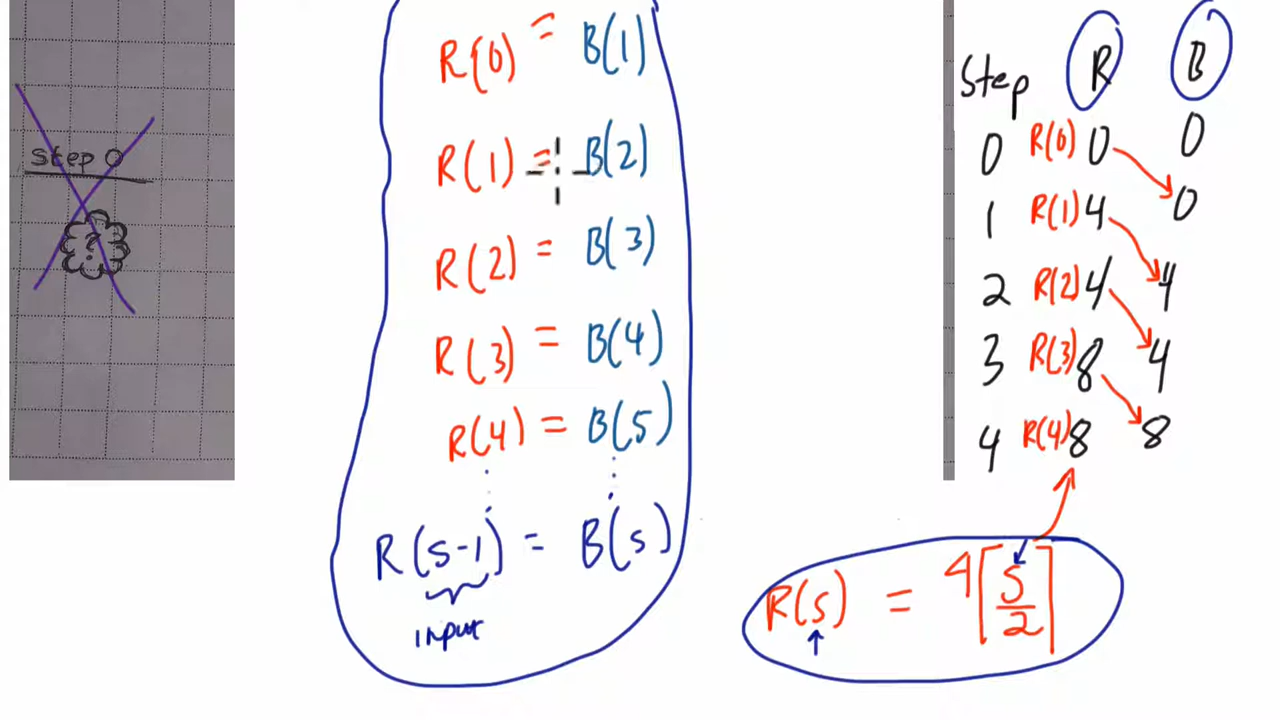 Step 0
?
R(0) = B(1)
R(1) = B(2)
R(2) = B(3)
R(3) = B(4)
R(4) = B(5)
R(s-1) = B(s)
input
Step R B
0 R(0) 0 0
1 R(1) 4 0
2 R(2) 4 4
3 R(3) 8 4
4 R(4) 8 8
R(s) = 4⌈s/2⌉